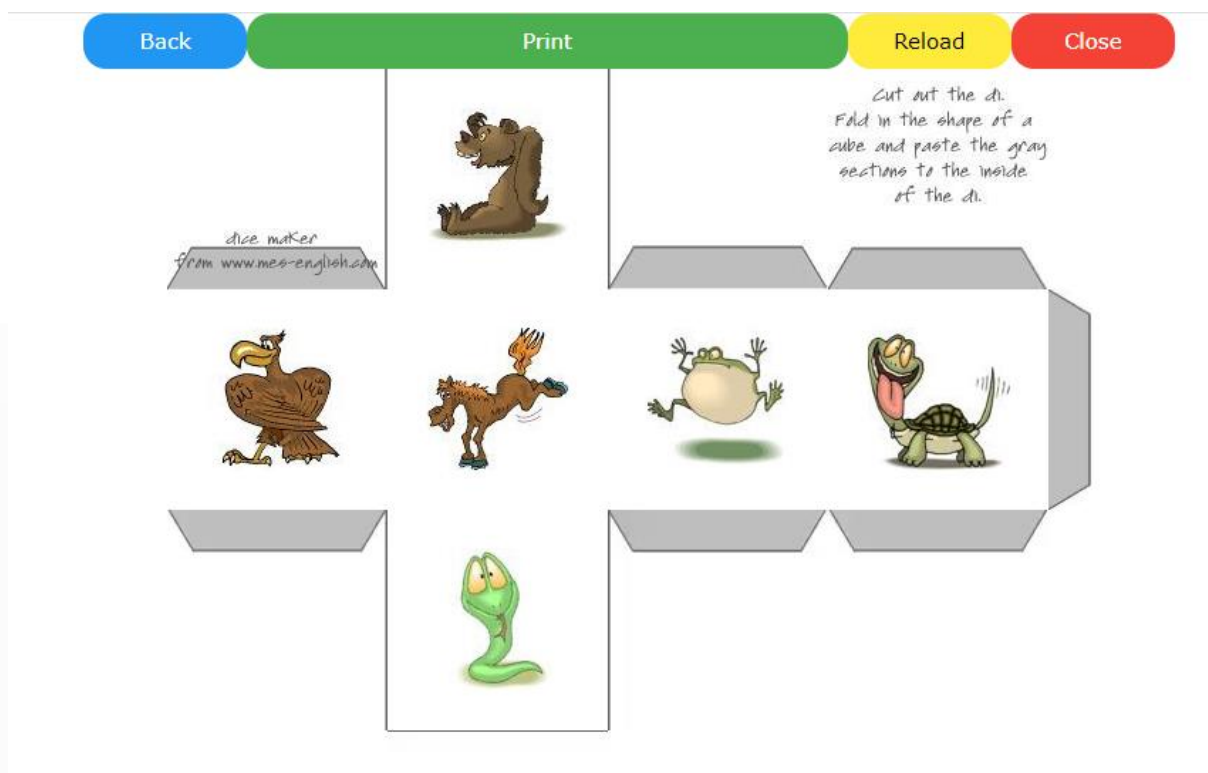 Back
Print
Reload
Close
Cut out the di.
Fold in the shape of a
cube and paste the gray
sections to the inside
of the di.
dice maker
from www.mes-english.com